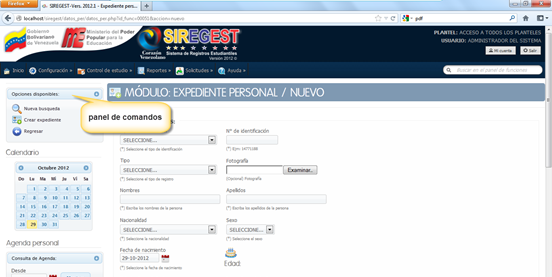 Firefox
SIREGEST-Vers. 2012.1 - Expediente perso...
localhost/siregest/datos_per/datos_per.php?id_func=00051&accion=nuevo
pdf
Gobierno Bolivariano de Venezuela
Ministerio del Poder Popular para la Educación
Corazón Venezolano
SIREGEST
Sistema de Registros Estudiantiles
Versión 2012 ©
PLANTEL: ACCESO A TODOS LOS PLANTELES
USUARIO: ADMINISTRADOR DEL SISTEMA
Mi cuenta
Salir
Inicio
Configuración
Control de estudio
Reportes
Solicitudes
Ayuda
Buscar en el panel de funciones
Opciones disponibles:
Nueva busqueda
Crear expediente
Regresar
panel de comandos
MÓDULO: EXPEDIENTE PERSONAL / NUEVO
SELECCIONE...
(*) Seleccione el tipo de identificación
N° de identificación
(*) Ejm: 14771188
Tipo
SELECCIONE...
(*) Seleccione el tipo de registro
Fotografía
Examinar..
(Opcional) Fotografía
Nombres
(*) Escriba los nombres de la persona
Apellidos
(*) Escriba los apellidos de la persona
Nacionalidad
SELECCIONE...
(*) Seleccione la nacionalidad
Sexo
SELECCIONE...
(*) Seleccione el sexo
Fecha de nacimiento
29-10-2012
(*) Seleccione la fecha de nacimiento
Edad:
Calendario
Octubre 2012
Do Lu Ma Mi Ju Vi Sa
1 2 3 4 5 6
7 8 9 10 11 12 13
14 15 16 17 18 19 20
21 22 23 24 25 26 27
28 29 30 31
Agenda personal
Consulta de Agenda:
Desde